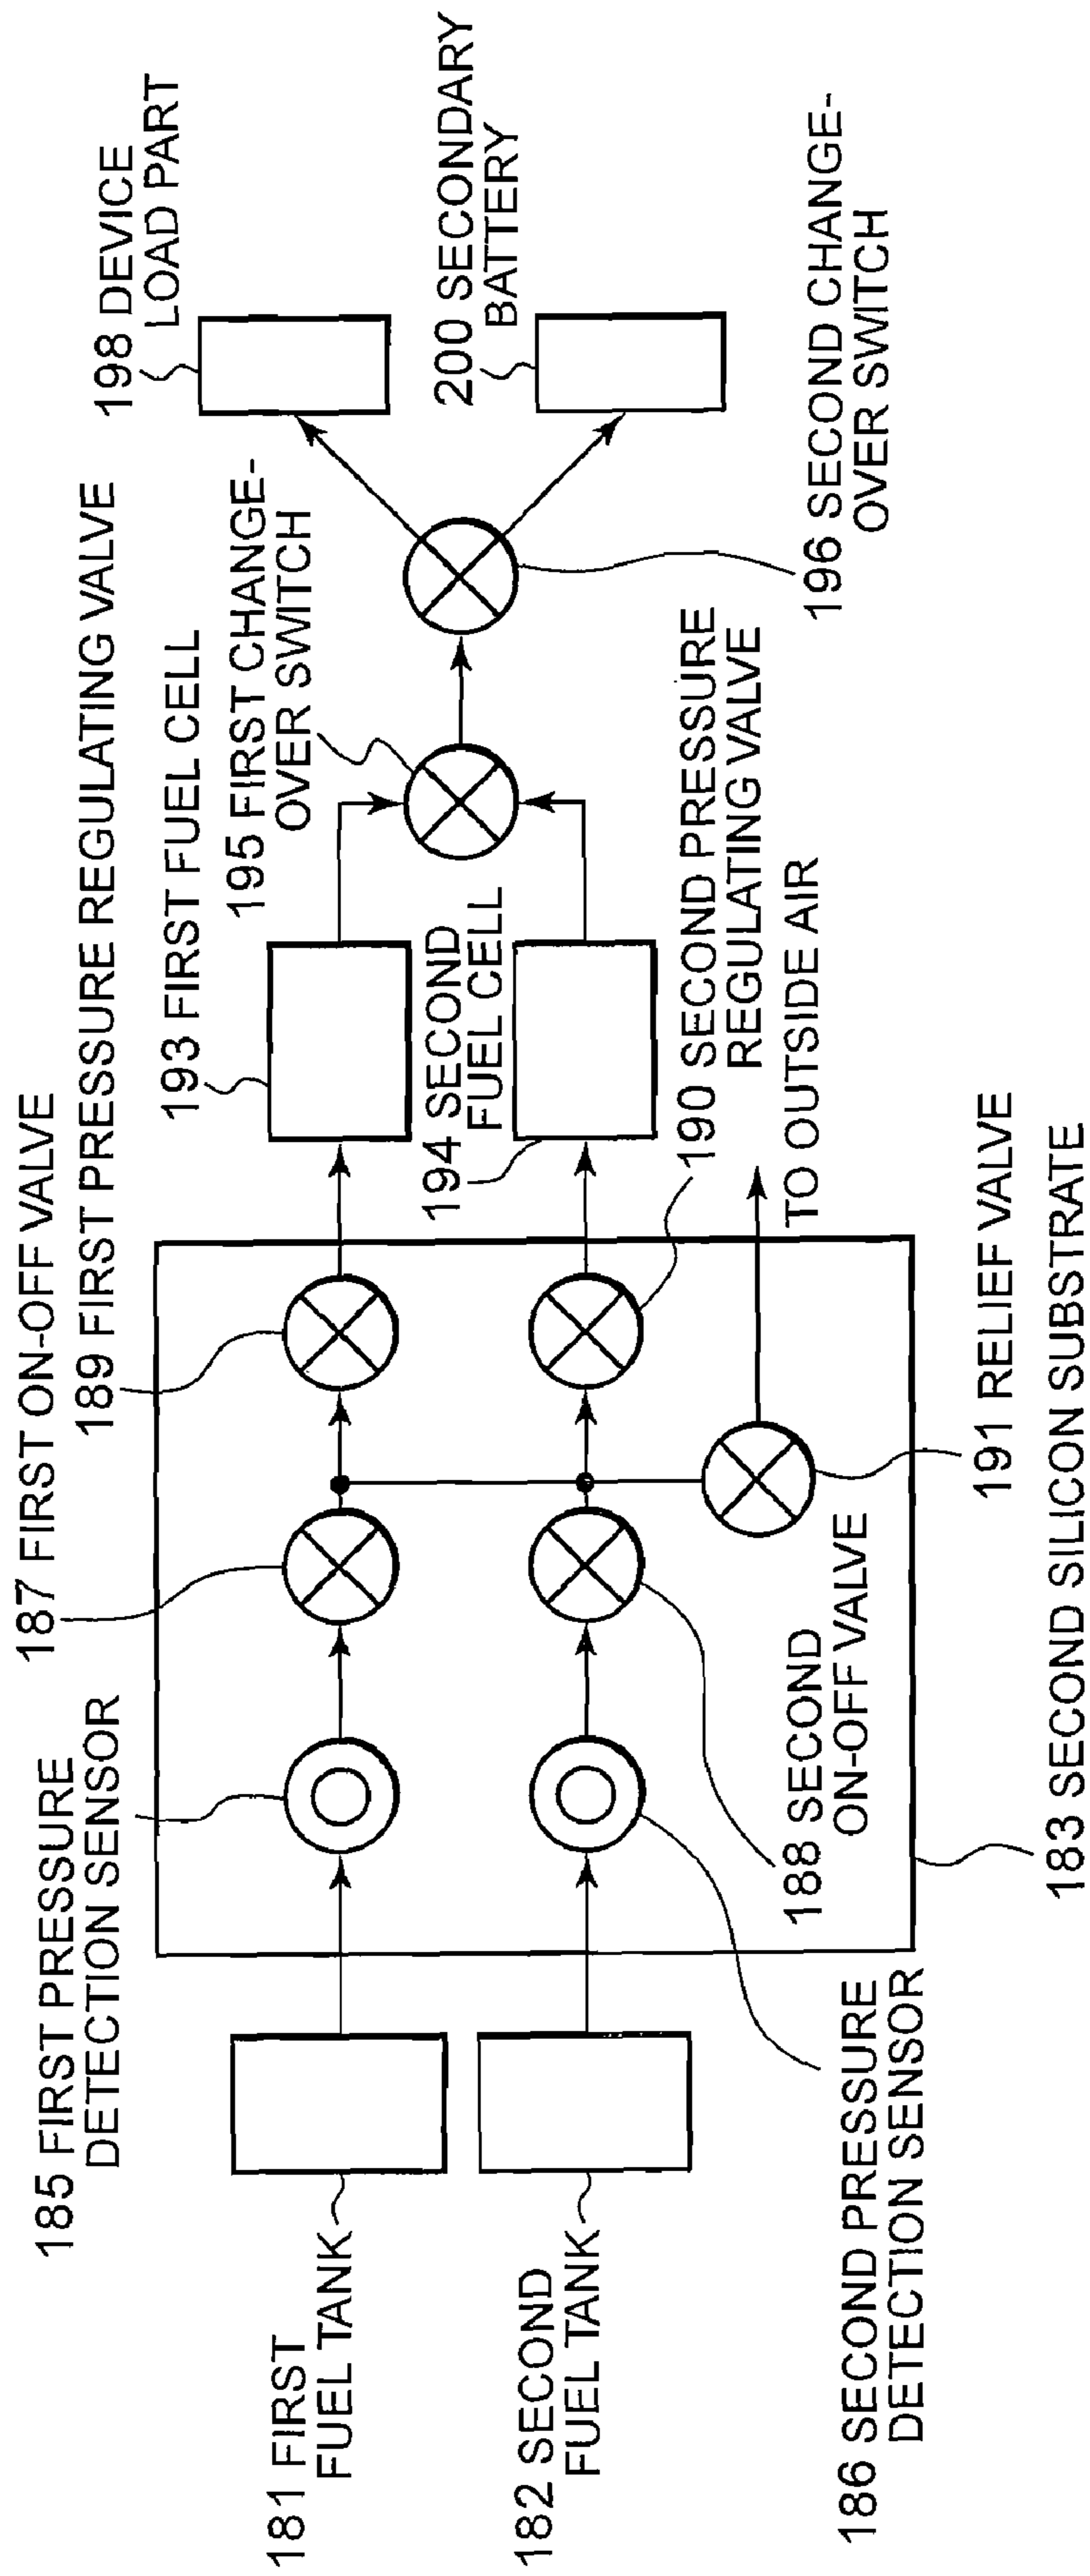 187 FIRST ON-OFF VALVE
189 FIRST PRESSURE REGULATING VALVE
185 FIRST PRESSURE
DETECTION SENSOR
193 FIRST FUEL CELL
195 FIRST CHANGE-
OVER SWITCH
198 DEVICE
LOAD PART
181 FIRST
FUEL TANK
182 SECOND
FUEL TANK
194 SECOND
FUEL CELL
200 SECONDARY
BATTERY
190 SECOND PRESSURE
REGULATING VALVE
TO OUTSIDE AIR
188 SECOND
ON-OFF VALVE
186 SECOND PRESSURE
DETECTION SENSOR
196 SECOND CHANGE-
OVER SWITCH
191 RELIEF VALVE
183 SECOND SILICON SUBSTRATE